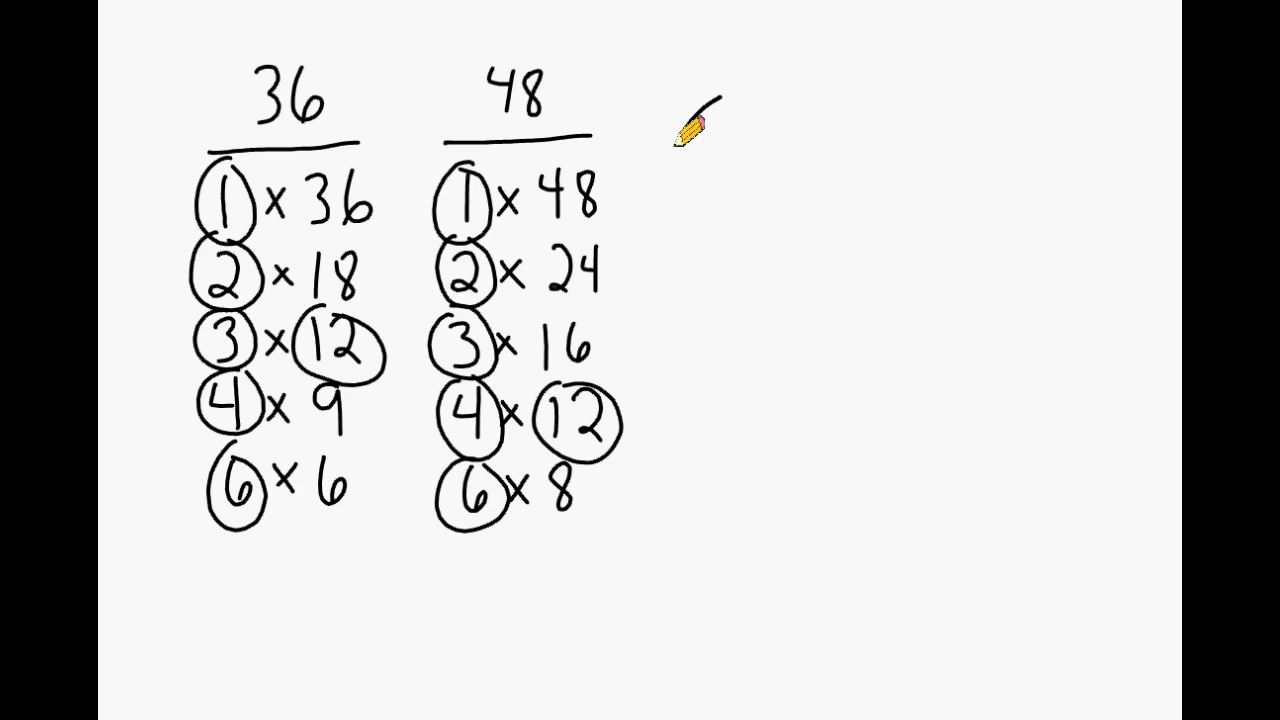 36 48
1 × 36 1 × 48
2 × 18 2 × 24
3 × 12 3 × 16
4 × 9 4 × 12
6 × 6 6 × 8